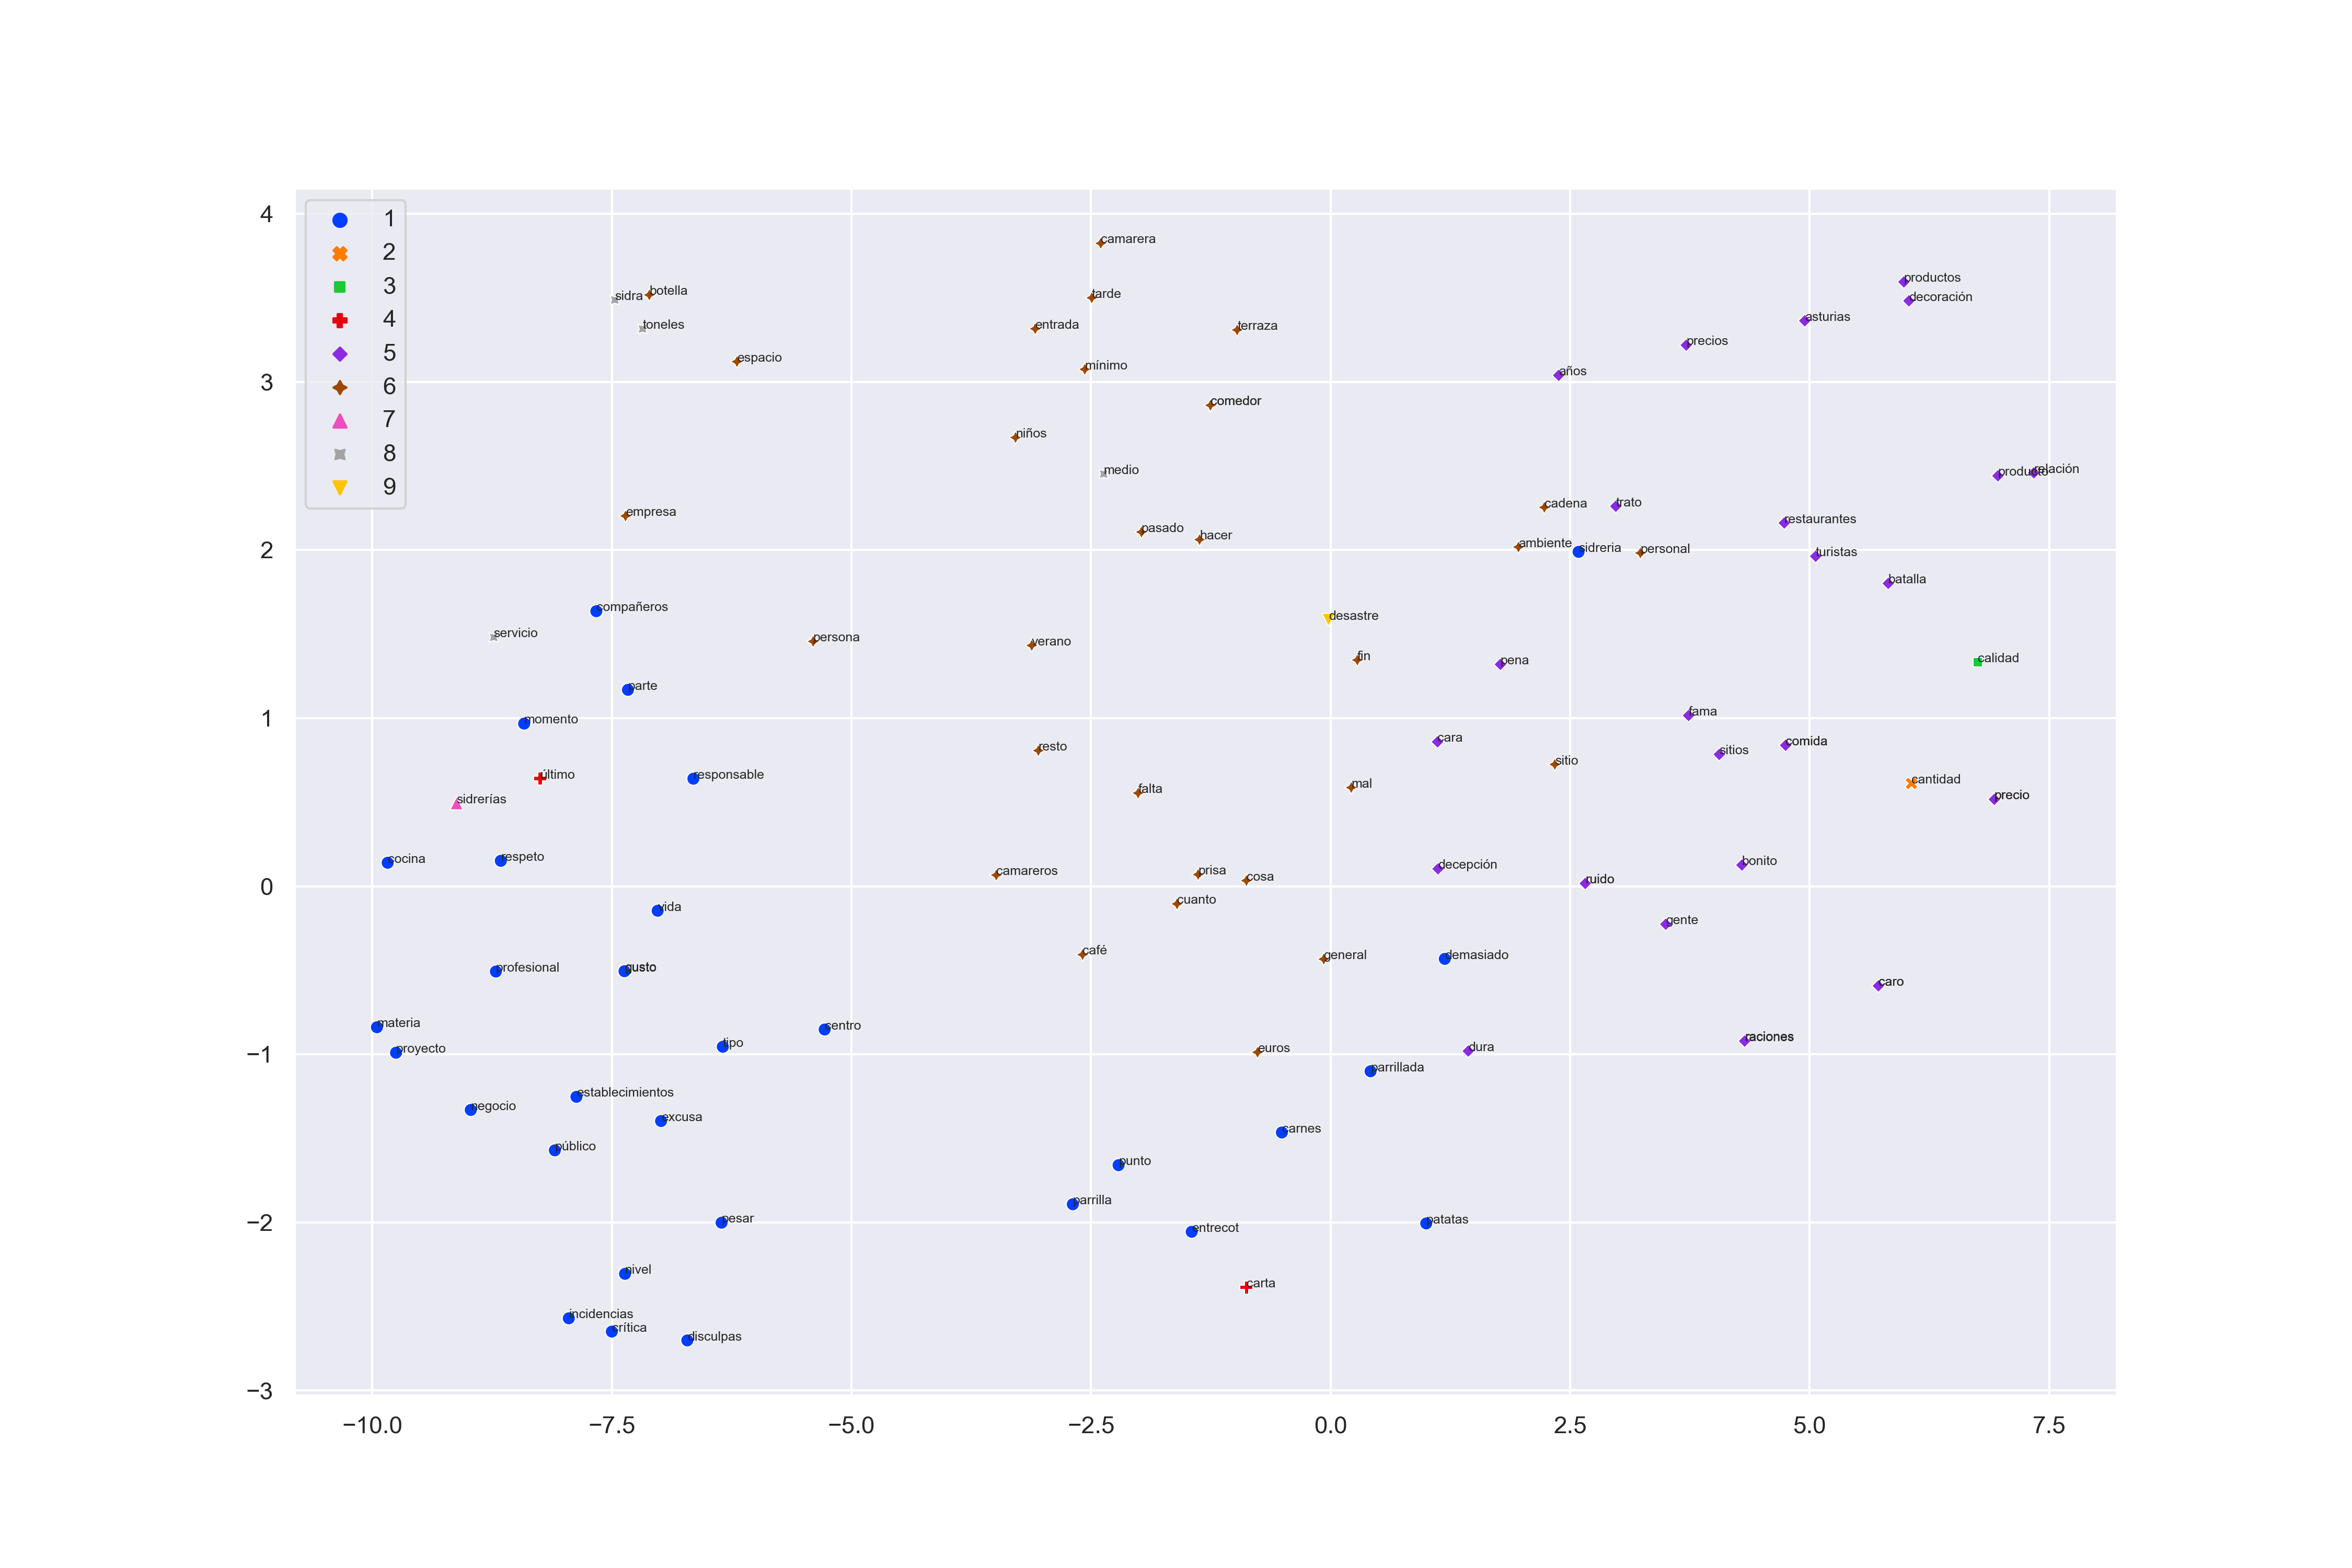 4
3
2
1
0
−1
−2
−3
1
2
3
4
5
6
7
8
9
camarera
productos
botella
tarde
sidra
decoración
asturias
toneles
entrada
terraza
precios
espacio
mínimo
años
comedor
niños
medio
producto
relación
cadena
trato
empresa
restaurantes
pasado
hacer
ambiente
sidreria
personal
turistas
batalla
compañeros
desastre
servicio
persona
verano
fin
pena
calidad
parte
momento
fama
cara
comida
resto
sitios
sitio
último
responsable
falta
mal
cantidad
sidrerías
precio
cocina
respeto
decepción
bonito
camareros
prisa
cosa
ruido
vida
cuanto
gente
profesional
gusto
café
general
demasiado
caro
materia
centro
raciones
proyecto
tipo
euros
dura
parrillada
establecimientos
negocio
excusa
carnes
público
punto
parrilla
pesar
entrecot
patatas
nivel
carta
incidencias
crítica
disculpas
−10.0 −7.5 −5.0 −2.5 0.0 2.5 5.0 7.5